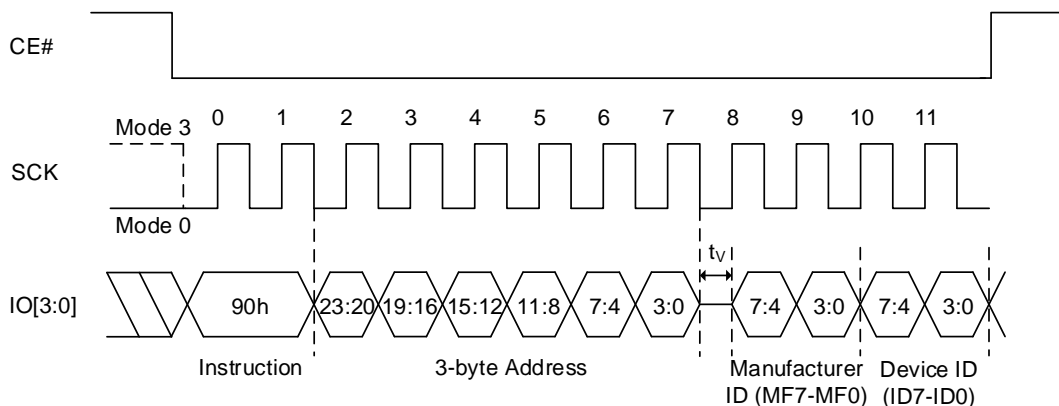 CE#
0 1 2 3 4 5 6 7 8 9 10 11
Mode 3
SCK
Mode 0
tV
IO[3:0] 90h 23:20 19:16 15:12 11:8 7:4 3:0 7:4 3:0 7:4 3:0
Instruction 3-byte Address Manufacturer Device ID
ID (MF7-MF0) (ID7-ID0)